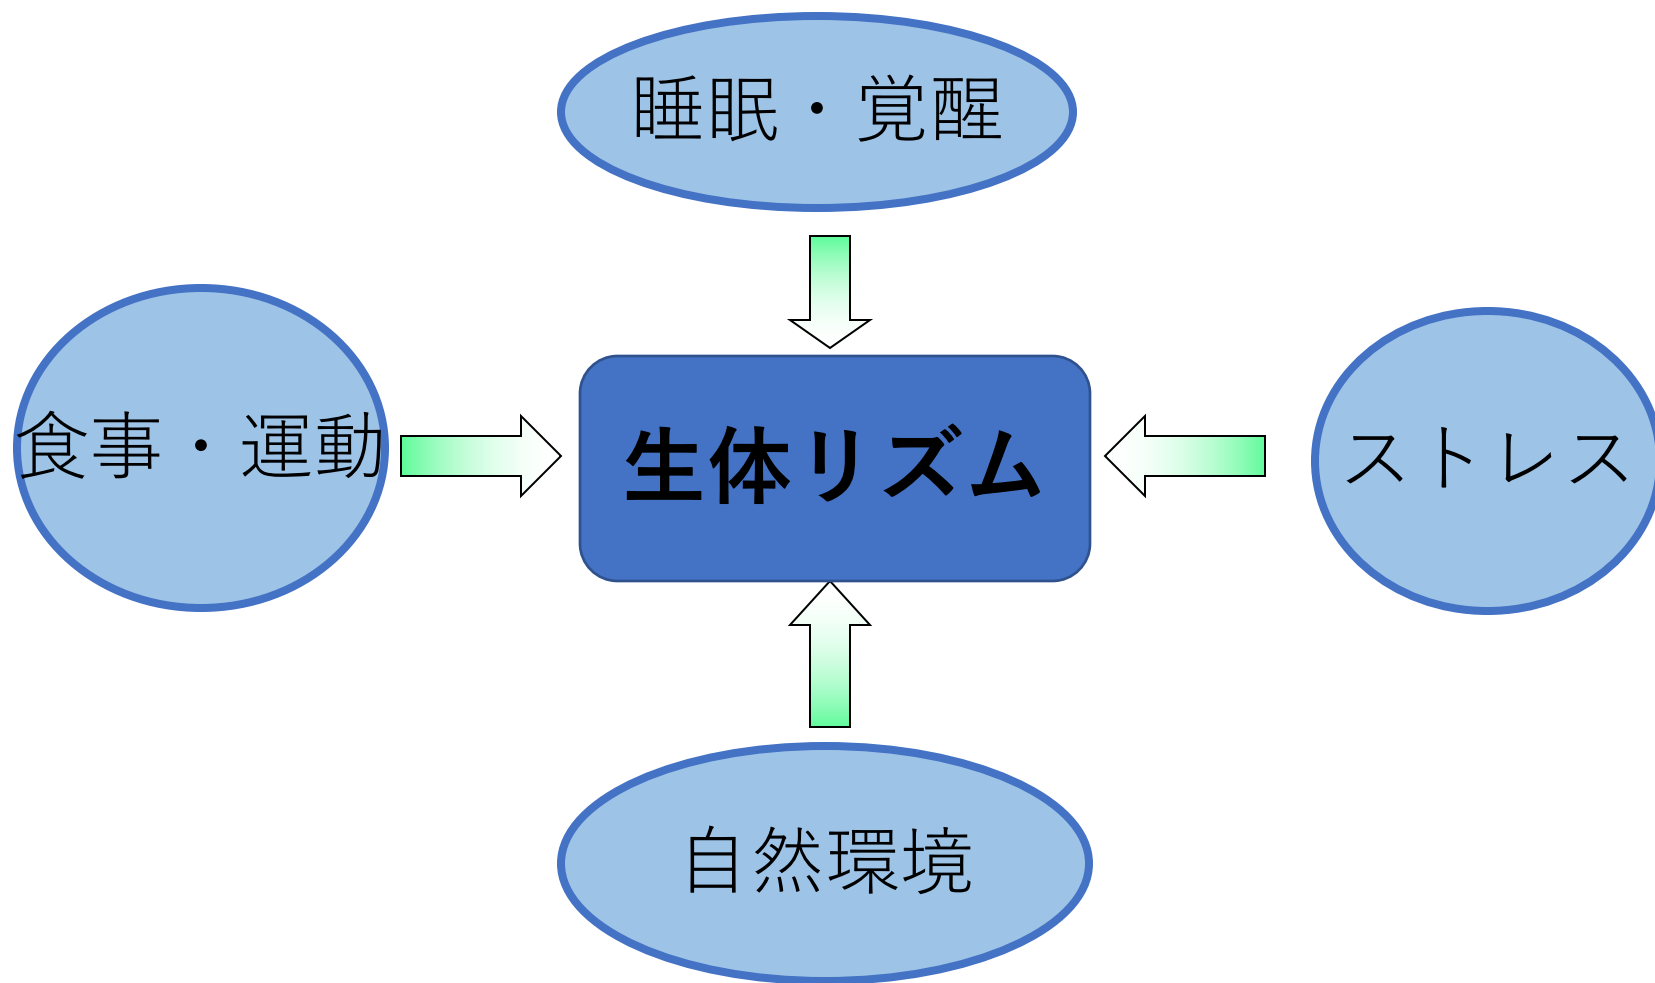 睡眠・覚醒
食事・運動
生体リズム
ストレス
自然環境